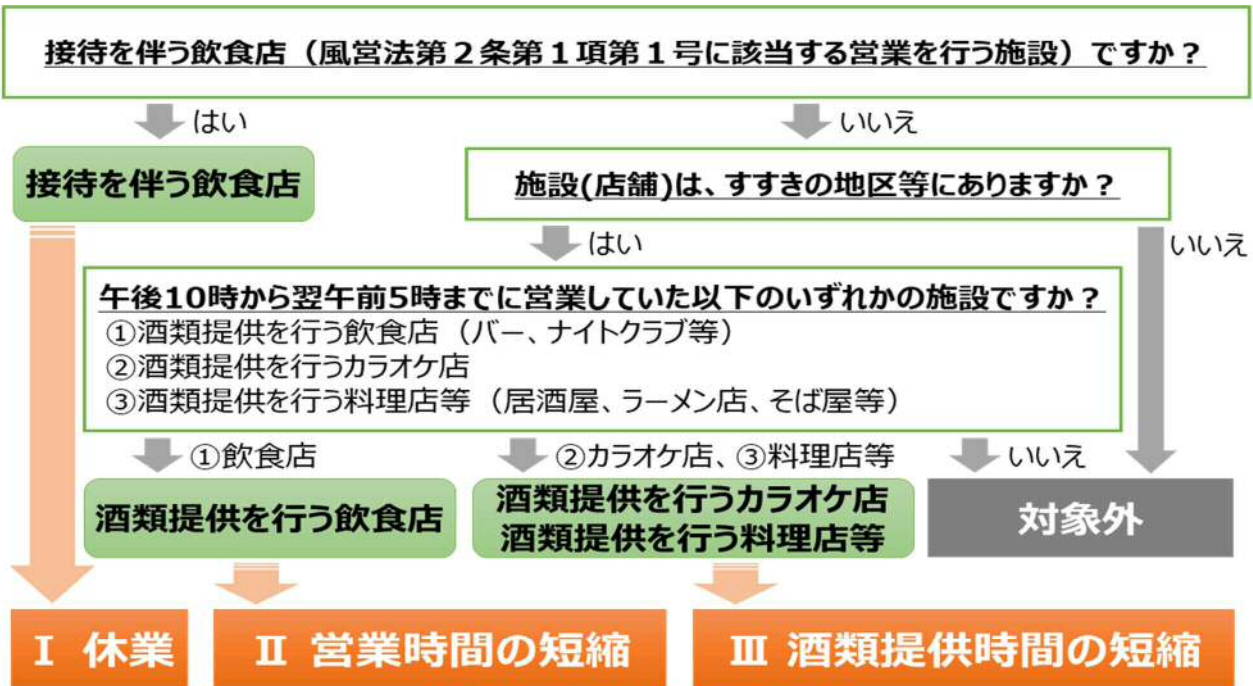 接待を伴う飲食店（風営法第２条第１項第１号に該当する営業を行う施設）ですか？
はい
いいえ
接待を伴う飲食店
施設(店舗)は、すすきの地区等にありますか？
はい
いいえ
午後10時から翌午前5時までに営業していた以下のいずれかの施設ですか？
①酒類提供を行う飲食店（バー、ナイトクラブ等）
②酒類提供を行うカラオケ店
③酒類提供を行う料理店等（居酒屋、ラーメン店、そば屋等）
①飲食店
②カラオケ店、③料理店等
いいえ
酒類提供を行う飲食店
酒類提供を行うカラオケ店
酒類提供を行う料理店等
対象外
Ⅰ 休業
Ⅱ 営業時間の短縮
Ⅲ 酒類提供時間の短縮